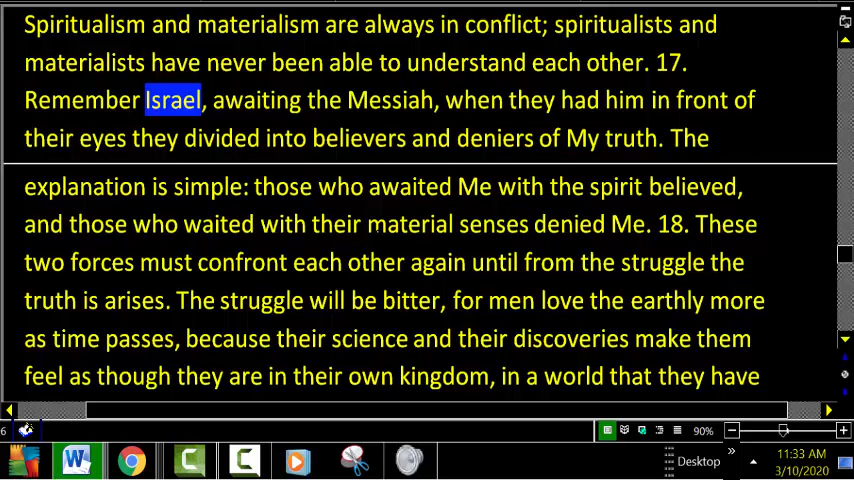 Spiritualism and materialism are always in conflict; spiritualists and
materialists have never been able to understand each other. 17.
Remember Israel, awaiting the Messiah, when they had him in front of
their eyes they divided into believers and deniers of My truth. The
explanation is simple: those who awaited Me with the spirit believed,
and those who waited with their material senses denied Me. 18. These
two forces must confront each other again until from the struggle the
truth is arises. The struggle will be bitter, for men love the earthly more
as time passes, because their science and their discoveries make them
feel as though they are in their own kingdom, in a world that they have
6
90%
Desktop
»
11:33 AM
3/10/2020